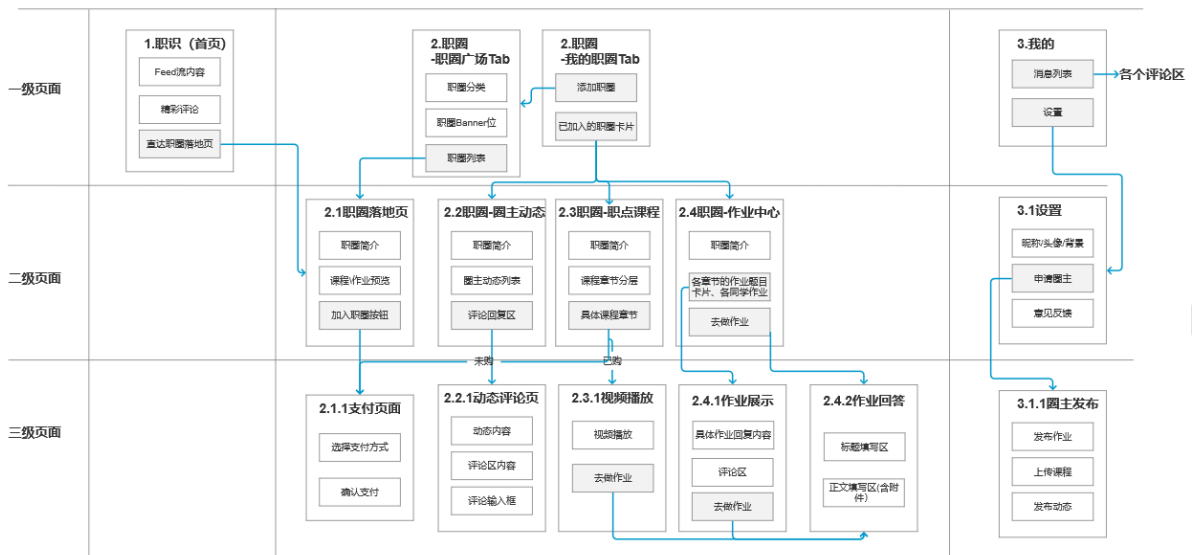 一级页面
1.职识（首页）
Feed流内容
精彩评论
直达职圈落地页
2.职圈
-职圈广场Tab
职圈分类
职圈Banner位
职圈列表
2.职圈
-我的职圈Tab
添加职圈
已加入的职圈卡片
3.我的
消息列表
设置
各个评论区
二级页面
2.1职圈落地页
职圈简介
课程\作业预览
加入职圈按钮
2.2职圈-圈主动态
职圈简介
圈主动态列表
评论回复区
2.3职圈-职点课程
职圈简介
课程章节分层
具体课程章节
2.4职圈-作业中心
职圈简介
各章节的作业题目
卡片、各同学作业
去做作业
3.1设置
昵称/头像/背景
申请圈主
意见反馈
未购
已购
三级页面
2.1.1支付页面
选择支付方式
确认支付
2.2.1动态评论页
动态内容
评论区内容
评论输入框
2.3.1视频播放
视频播放
去做作业
2.4.1作业展示
具体作业回复内容
评论区
去做作业
2.4.2作业回答
标题填写区
正文填写区(含附
件）
3.1.1圈主发布
发布作业
上传课程
发布动态